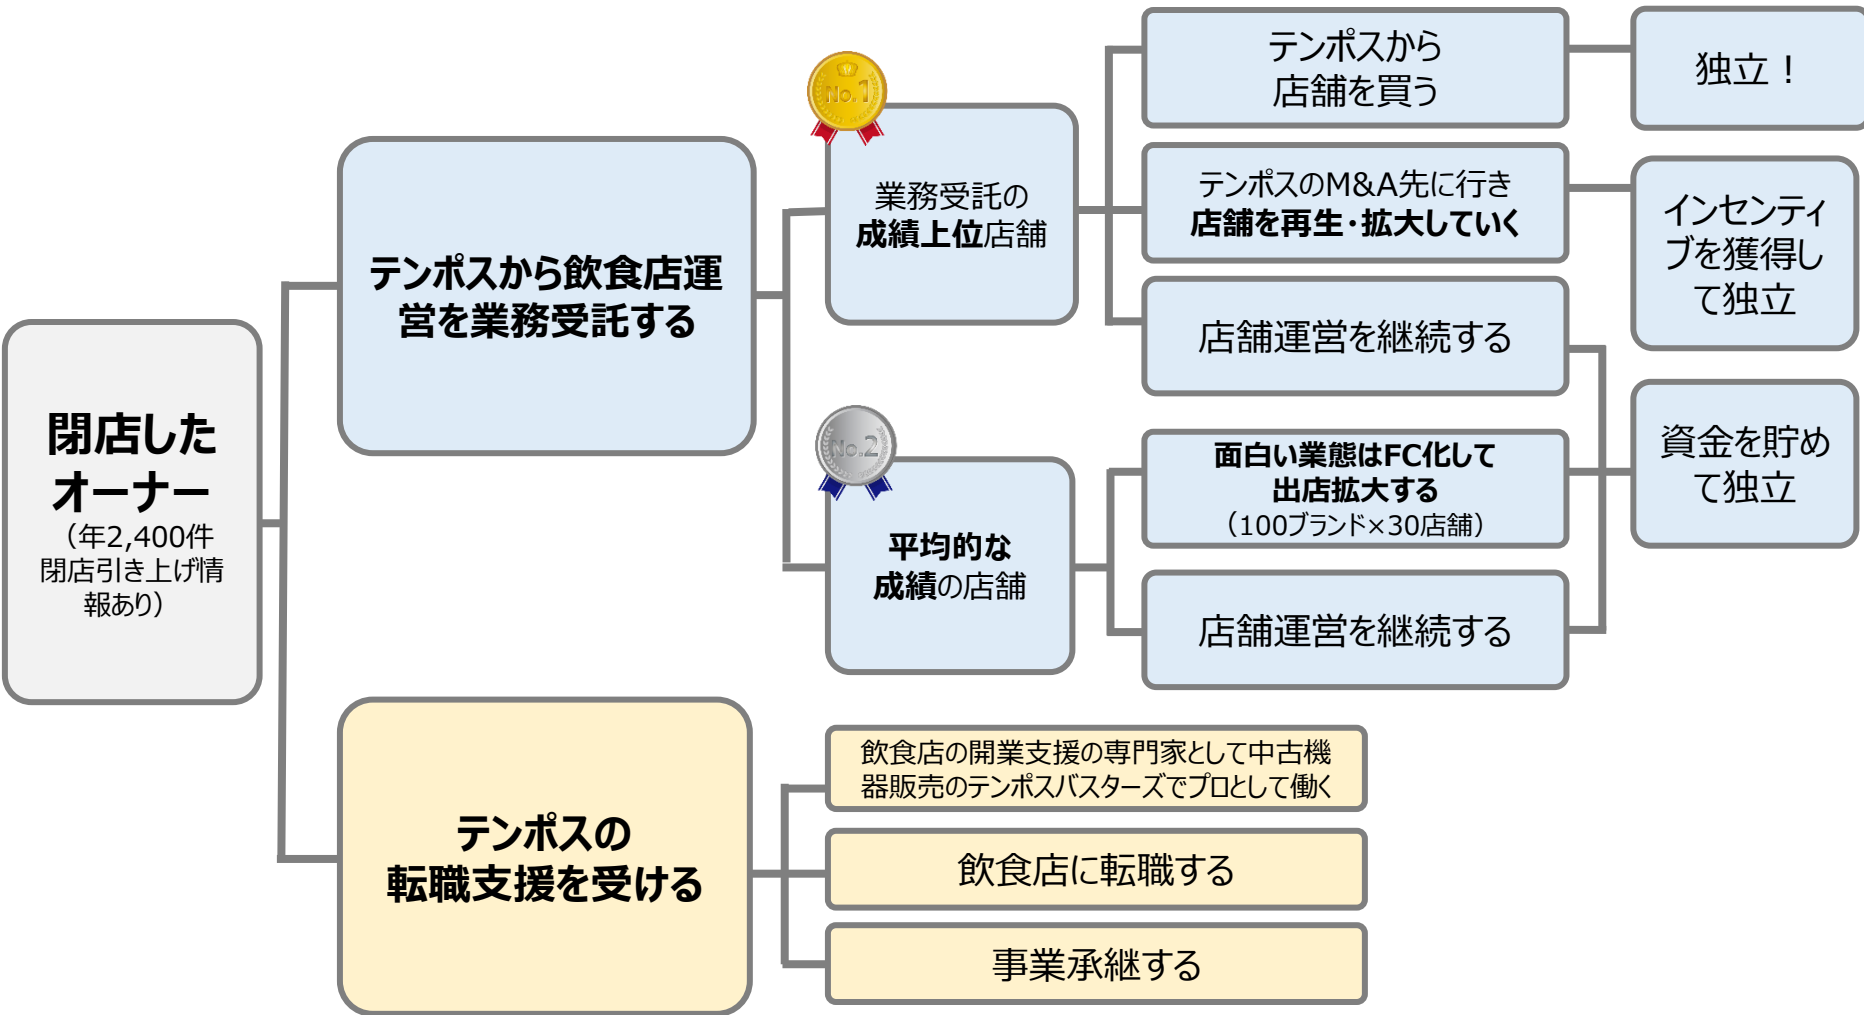 閉店した
オーナー
（年2,400件
閉店引き上げ情
報あり）
テンポスから飲食店運
営を業務受託する
No.1
業務受託の
成績上位店舗
テンポスから
店舗を買う
独立！
テンポスのM&A先に行き
店舗を再生・拡大していく
インセンティ
ブを獲得し
て独立
店舗運営を継続する
No.2
平均的な
成績の店舗
面白い業態はFC化して
出店拡大する
（100ブランド×30店舗）
店舗運営を継続する
資金を貯め
て独立
テンポスの
転職支援を受ける
飲食店の開業支援の専門家として中古機
器販売のテンポスバスターズでプロとして働く
飲食店に転職する
事業承継する